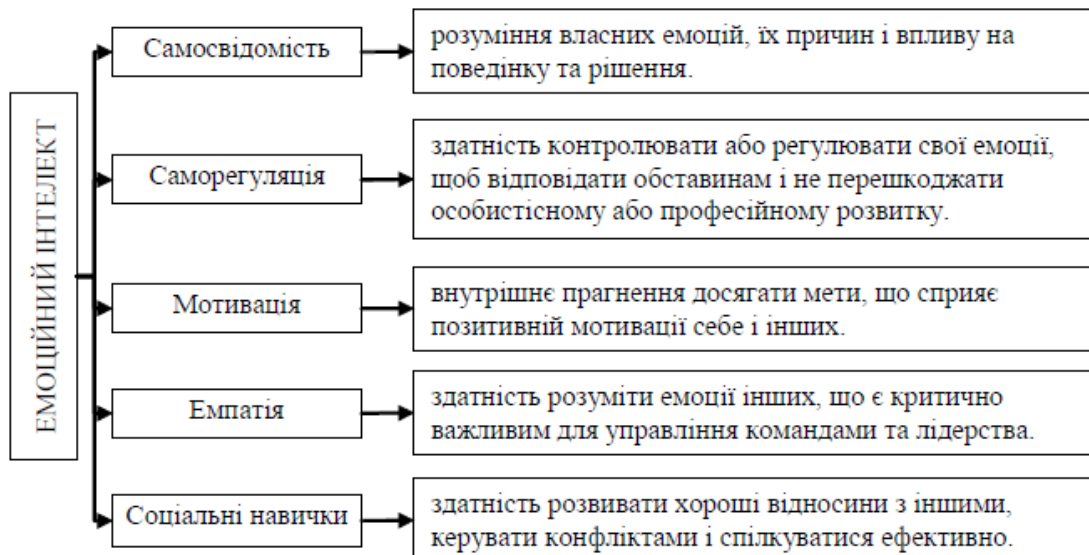 ЕМОЦІЙНИЙ ІНТЕЛЕКТ
Самосвідомість
розуміння власних емоцій, їх причин і впливу на
поведінку та рішення.
Саморегуляція
здатність контролювати або регулювати свої емоції,
щоб відповідати обставинам і не перешкоджати
особистісному або професійному розвитку.
Мотивація
внутрішнє прагнення досягати мети, що сприяє
позитивній мотивації себе і інших.
Емпатія
здатність розуміти емоції інших, що є критично
важливим для управління командами та лідерства.
Соціальні навички
здатність розвивати хороші відносини з іншими,
керувати конфліктами і спілкуватися ефективно.